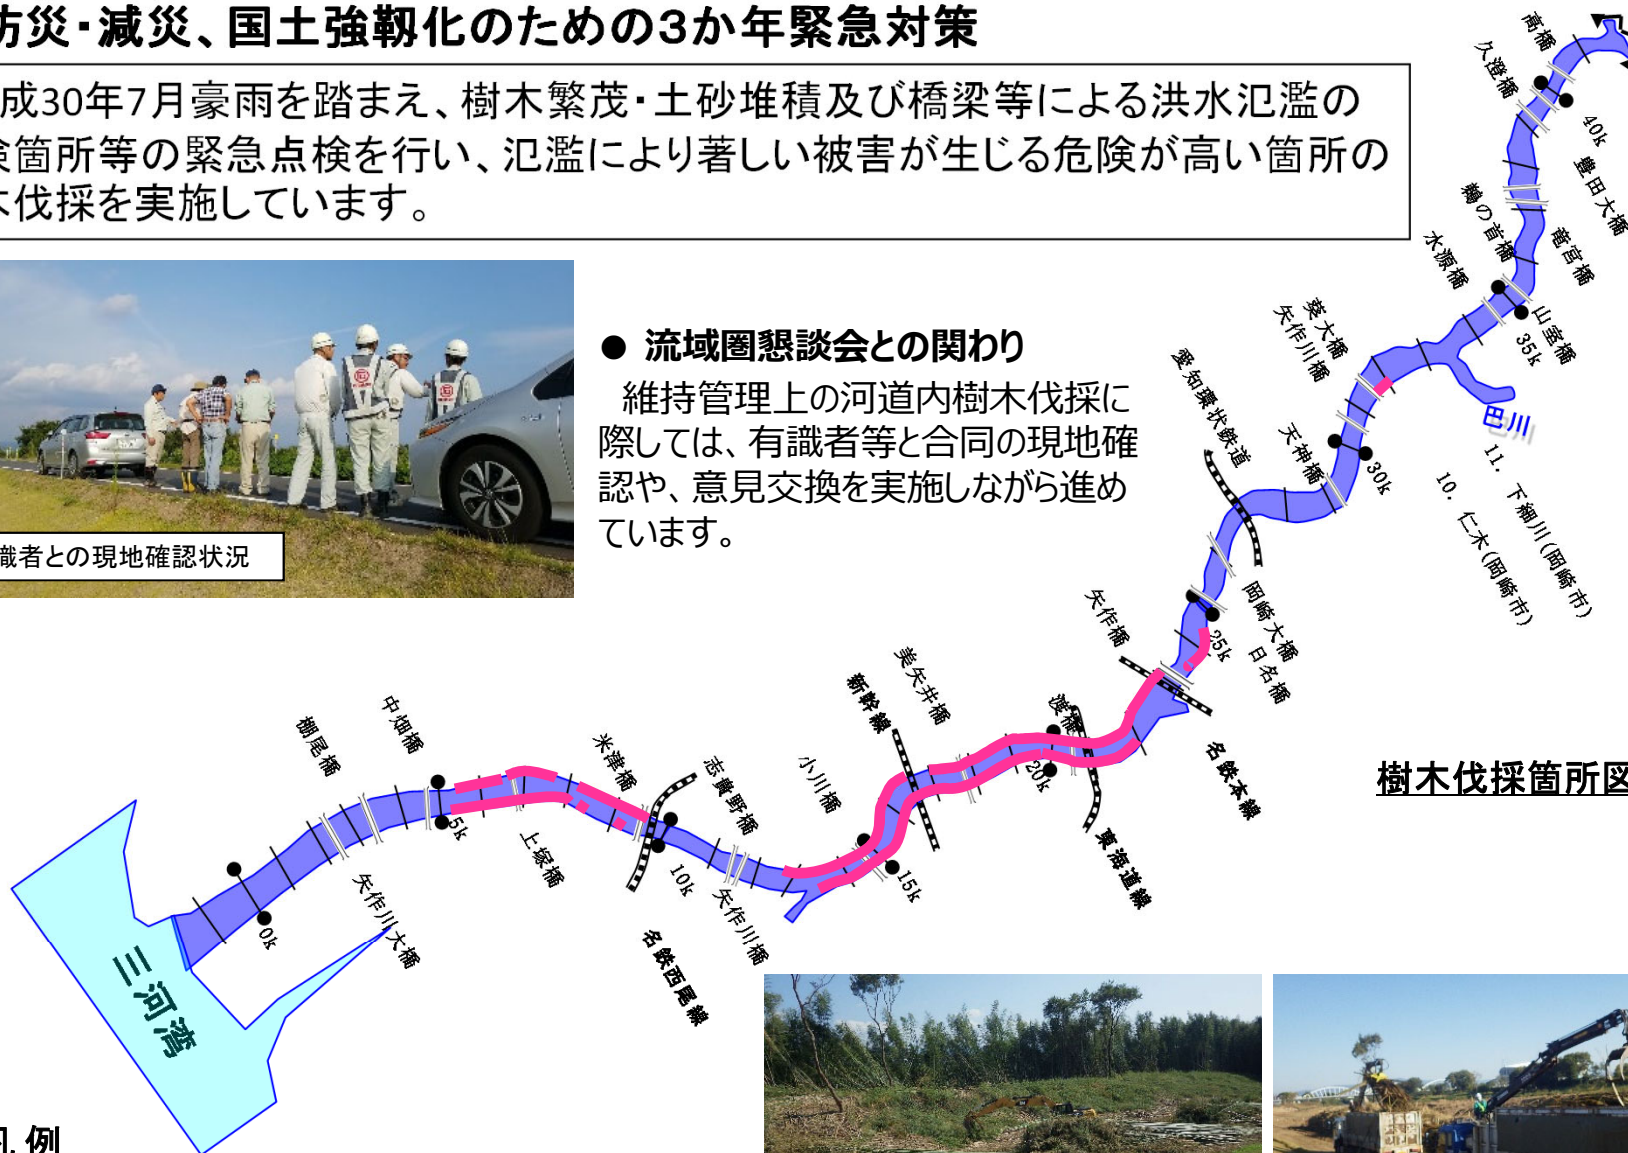 防災・減災、国土強靱化のための3か年緊急対策
成30年7月豪雨を踏まえ、樹木繁茂・土砂堆積及び橋梁等による洪水氾濫の
険箇所等の緊急点検を行い、氾濫により著しい被害が生じる危険が高い箇所の
木伐採を実施しています。
識者との現地確認状況
● 流域圏懇談会との関わり
維持管理上の河道内樹木伐採に
際しては、有識者等と合同の現地確
認や、意見交換を実施しながら進め
ています。
高橋
久澄橋
40k
豊田大橋
鵜の首橋
竜宮橋
水源橋
山室橋
35k
葵大橋
矢作川橋
愛知環状鉄道
巴川
天神橋
30k
11. 下細川(岡崎市)
10. 仁木(岡崎市)
岡崎大橋
日名橋
25k
矢作橋
美矢井橋
新幹線
渡橋
20k
名鉄本線
東海道線
樹木伐採箇所図
中畑橋
棚尾橋
米津橋
志貴野橋
小川橋
15k
5k
上塚橋
10k
矢作川橋
矢作川大橋
0k
名鉄西尾線
三河湾
凡 例